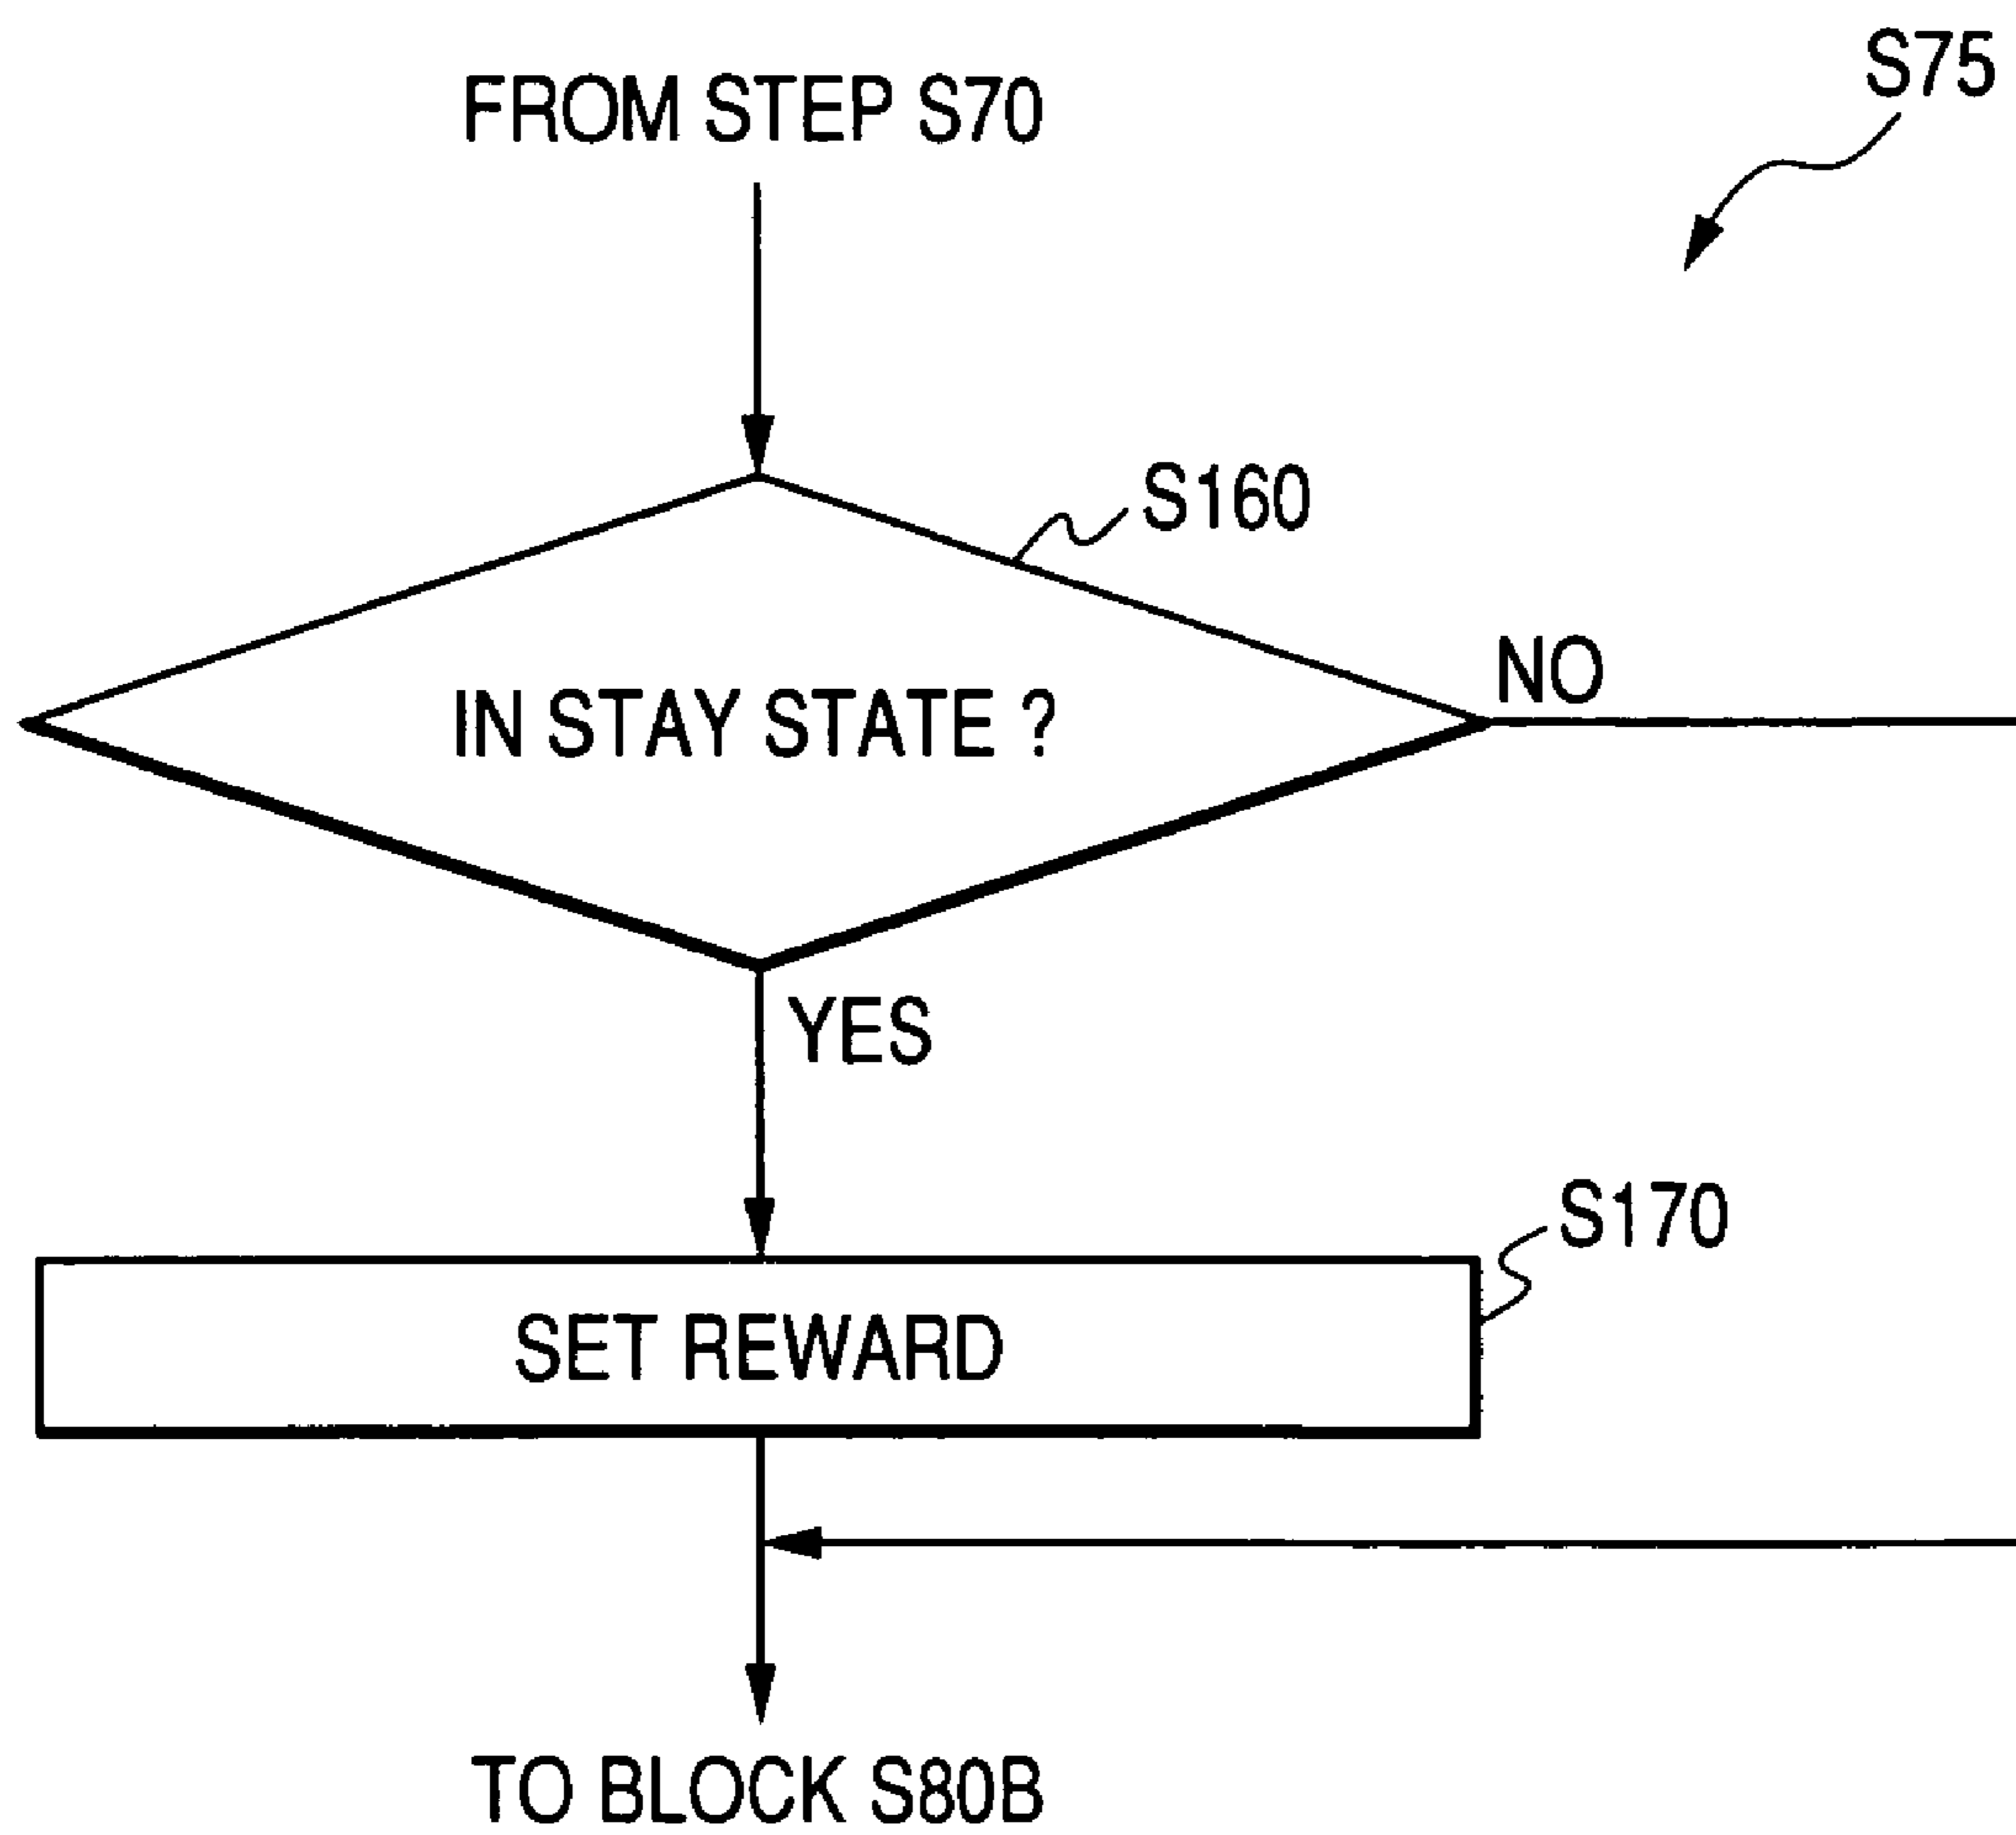 S75
FROM STEP S70
S160
NO
IN STAY STATE ?
YES
S170
SET REWARD
TO BLOCK S80B